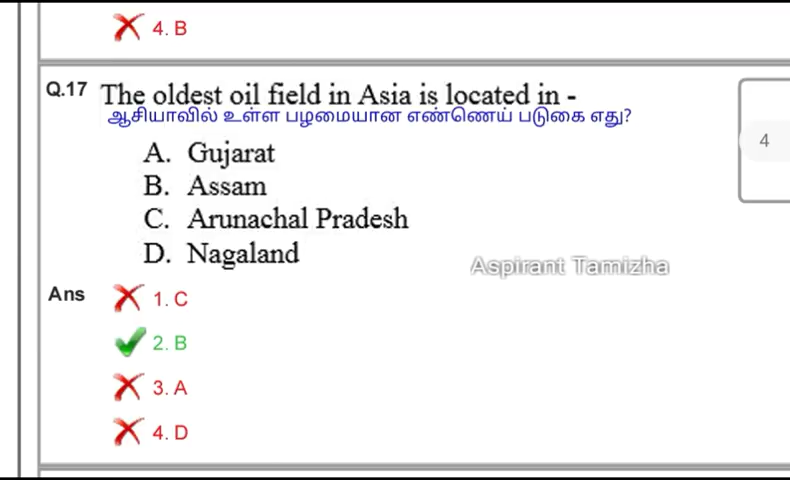 4. B
Q.17 The oldest oil field in Asia is located in -
ஆசியாவில் உள்ள பழமையான எண்ணெய் படுகை எது?
A. Gujarat
B. Assam
C. Arunachal Pradesh
D. Nagaland
Aspirant Tamizha
Ans 1. C
2. B
3. A
4. D
4